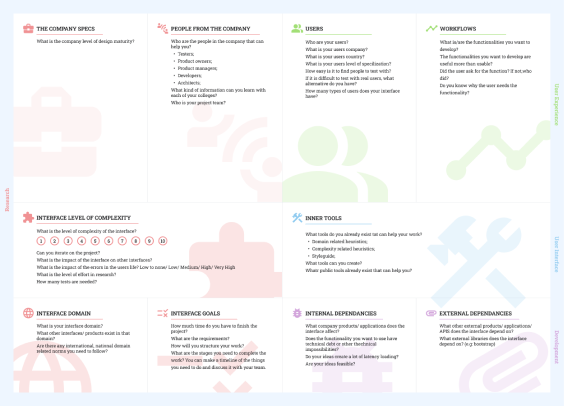 THE COMPANY SPECS
What is the company level of design maturity?
PEOPLE FROM THE COMPANY
Who are the people in the company that can
help you?
• Testers;
• Product owners;
• Product managers;
• Developers;
• Architects;
What kind of information can you learn with
each of your colleges?
Who is your project team?
USERS
Who are your users?
What is your users company?
What is your users country?
What is your users level of specilization?
How easy is it to find people to test with?
If it is difficult to test with real users, what
alternative do you have?
How many types of users does your interface
have?
WORKFLOWS
What is/are the functionalities you want to
develop?
The functionalities you want to develop are
useful more than usable?
Did the user ask for the function? If not who
did?
Do you know why the user needs the
functionality?
User Experience
Research
INTERFACE LEVEL OF COMPLEXITY
What is the level of complexity of the interface?
1 2 3 4 5 6 7 8 9 10
Can you iterate on the project?
What is the impact of the interface on other interfaces?
What is the impact of the errors in the users life? Low to none/ Low/ Medium/ High/ Very High
What is the level of effort in research?
How many tests are needed?
INNER TOOLS
What tools do you already exist tan can help your work?
• Domain related heuristics;
• Complexity related heuristics;
• Styleguide;
What tools can you create?
What public tools already exist that can help you?
User Interface
INTERFACE DOMAIN
What is your interface domain?
What other interfaces/ products exist in that
domain?
Are there any international, national domain
related norms you need to follow?
INTERFACE GOALS
How much time do you have to finish the
project?
What are the requirements?
How will you structure your work?
What are the stages you need to complete the
work? You can make a timeline of the things
you need to do and discuss it with your team.
INTERNAL DEPENDANCIES
What company products/ applications does the
interface affect?
Does the functionality you want to use have
technical debt or other thechnical
impossibilities?
Do your ideas create a lot of latency loading?
Are your ideas feasible?
EXTERNAL DEPENDANCIES
What other external products/ applications/
APIS does the interface depend on?
What external libraries does the interface
depend on? (e.g footsrap)
Development